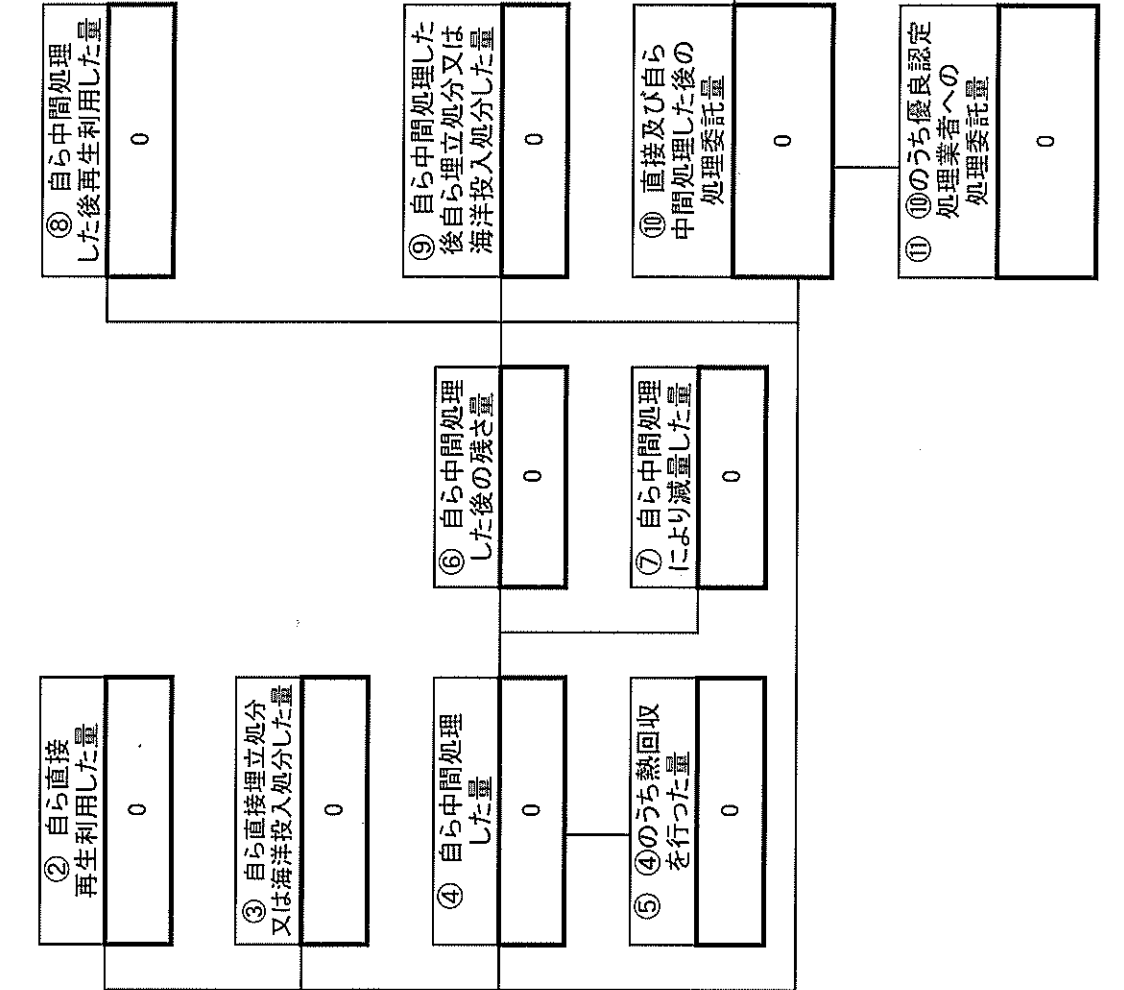 ② 自ら直接
再生利用した量
0
③ 自ら直接埋立処分
又は海洋投入処分した量
0
④ 自ら中間処理
した量
0
⑤ ④のうち熱回収
を行った量
0
⑥ 自ら中間処理
した後の残さ量
0
⑦ 自ら中間処理
により減量した量
0
⑧ 自ら中間処理
した後再生利用した量
0
⑨ 自ら中間処理した
後自ら埋立処分又は
海洋投入処分した量
0
⑩ 直接及び自ら
中間処理した後の
処理委託量
0
⑪ ⑩のうち優良認定
処理業者への
処理委託量
0